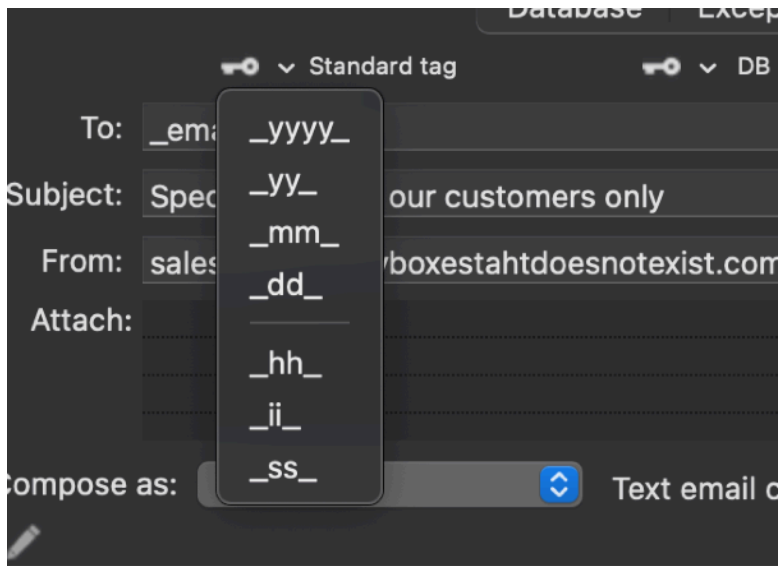 Database
Standard tag
DB
To: _ema
_yyyy_
_yy_
Subject: Spec our customers only
_mm_
From: sales yboxestahtdoesnotexist.com
_dd_
Attach:
_hh_
_ii_
_ss_
Compose as:
Text email